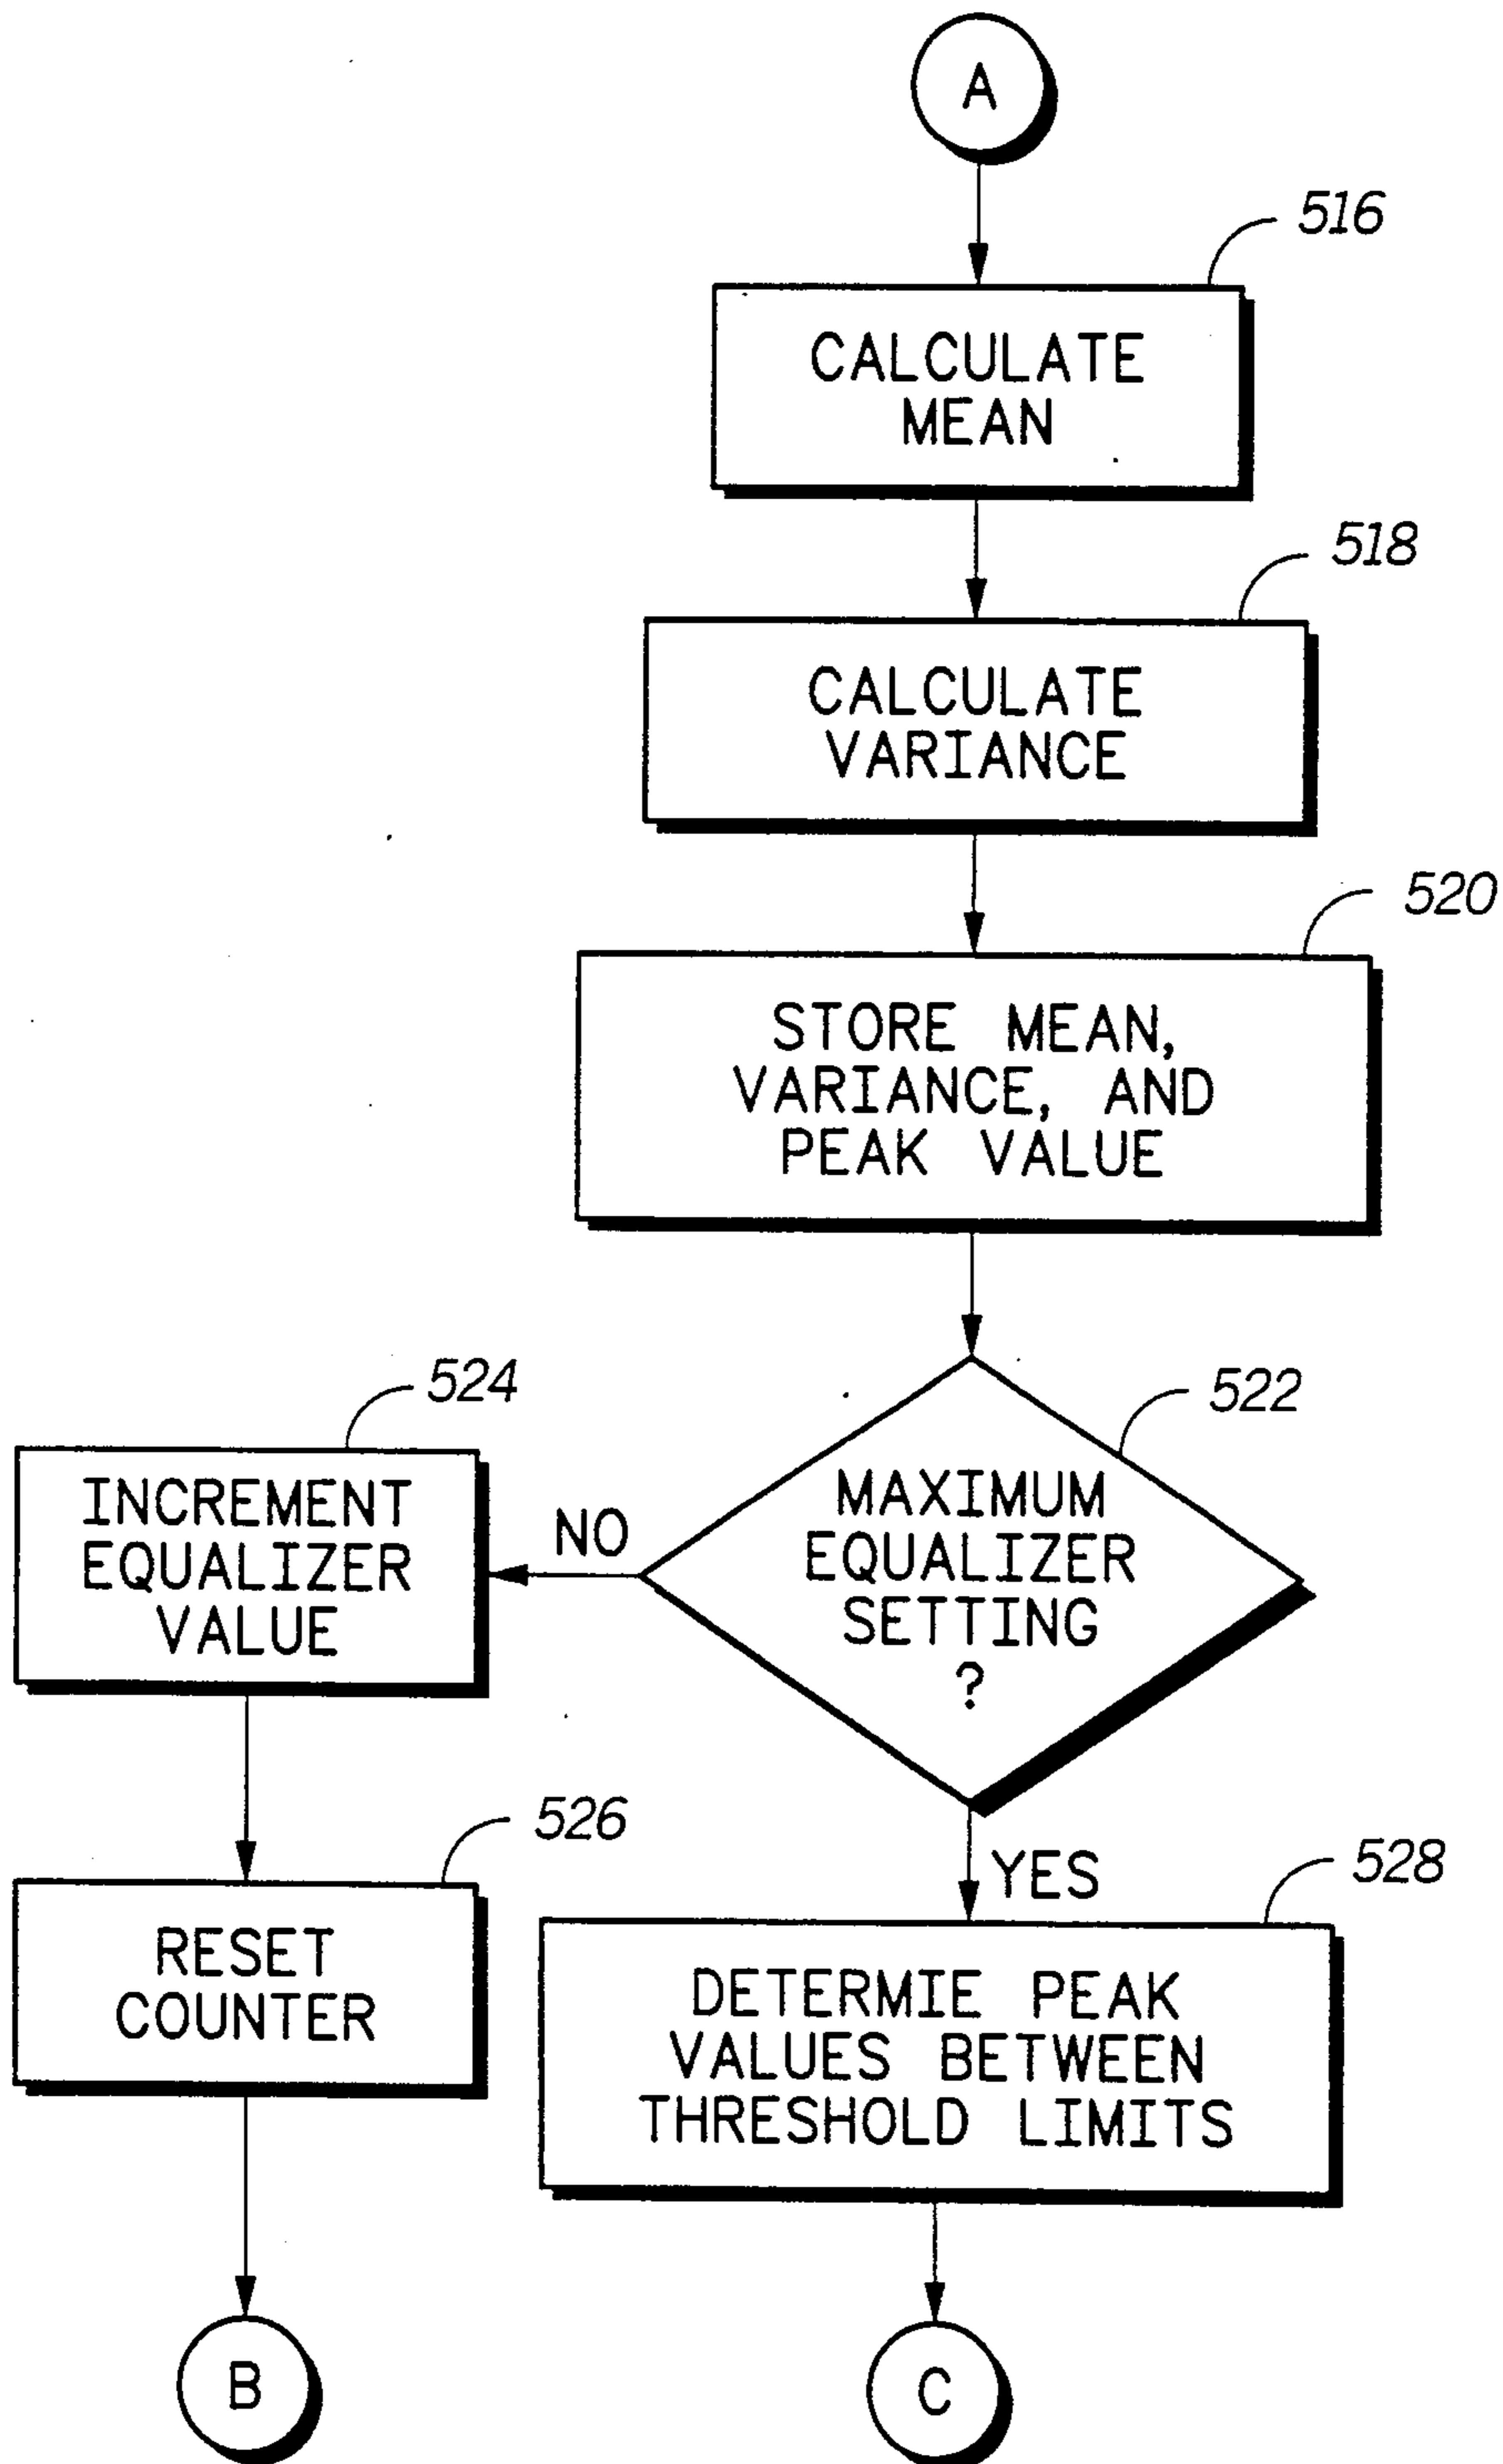 A
516
CALCULATE
MEAN
518
CALCULATE
VARIANCE
520
STORE MEAN,
VARIANCE, AND
PEAK VALUE
522
MAXIMUM
EQUALIZER
SETTING
?
NO
524
INCREMENT
EQUALIZER
VALUE
526
RESET
COUNTER
B
YES
528
DETERMIE PEAK
VALUES BETWEEN
THRESHOLD LIMITS
C